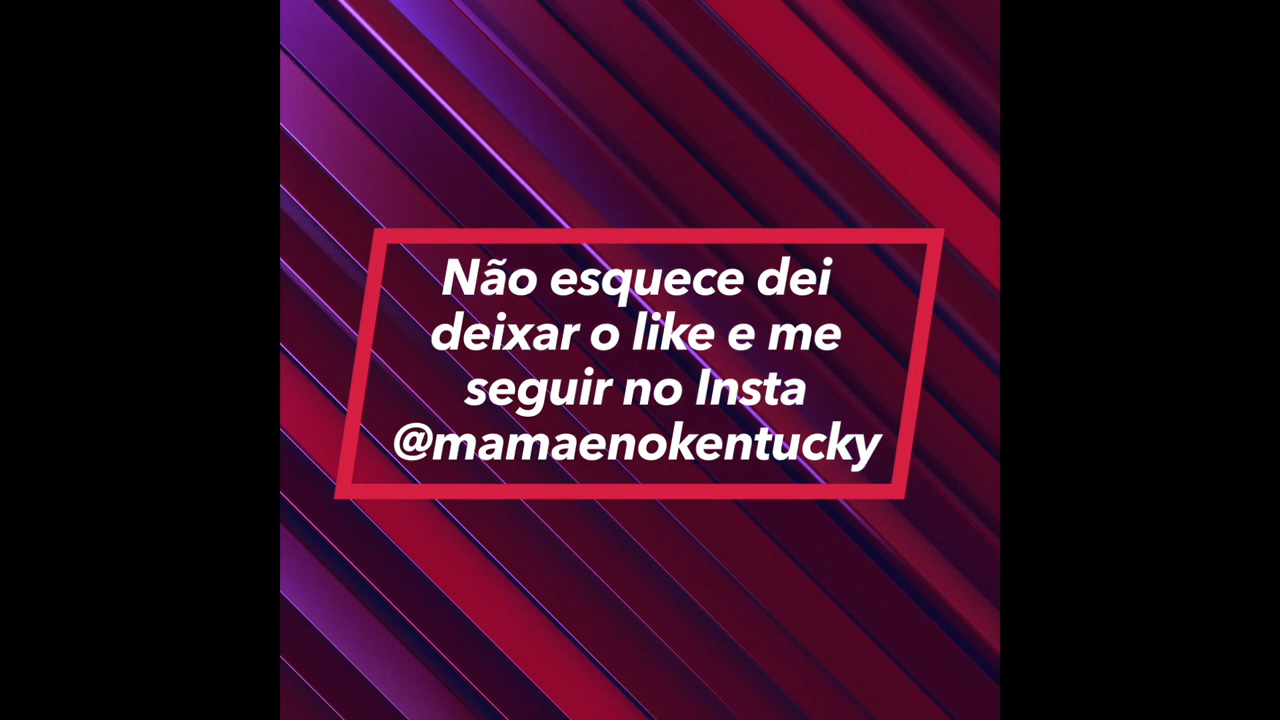 Não esquece dei
deixar o like e me
seguir no Insta
@mamaenokentucky